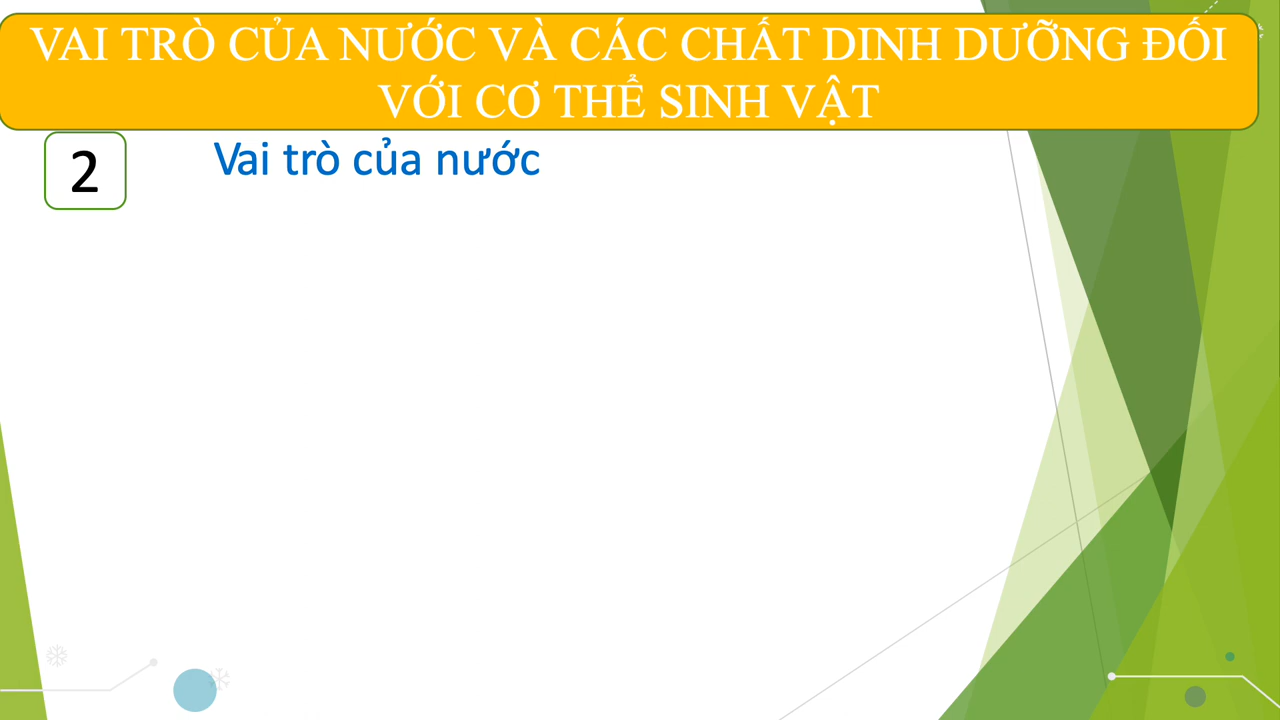 VAI TRÒ CỦA NƯỚC VÀ CÁC CHẤT DINH DƯỠNG ĐỐI
VỚI CƠ THỂ SINH VẬT
2
Vai trò của nước